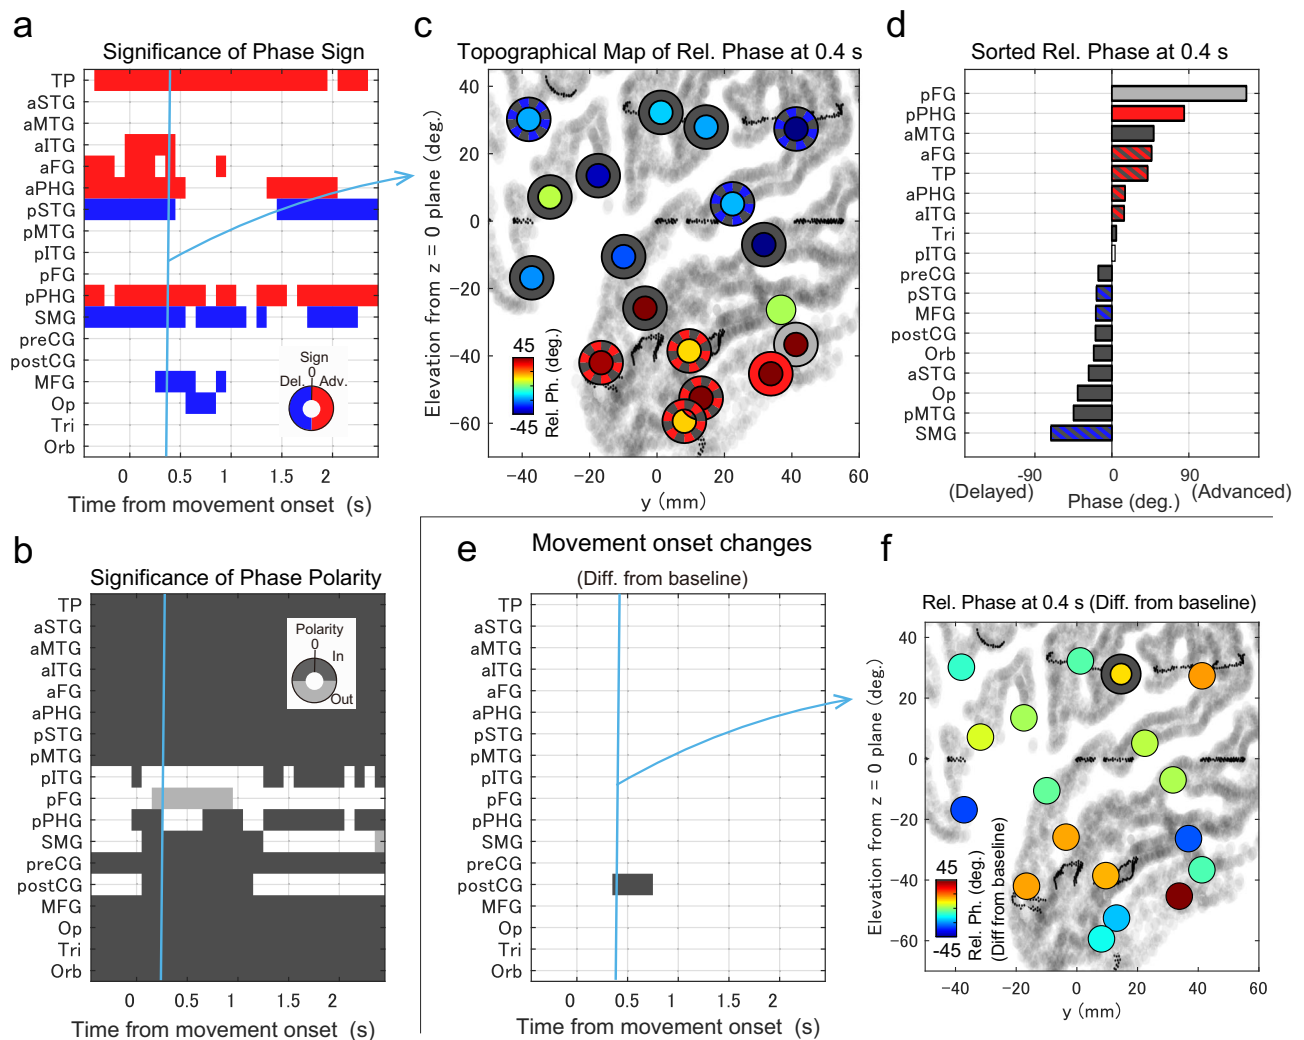 a
Significance of Phase Sign
TP
aSTG
aMTG
aITG
aFG
aPHG
pSTG
pMTG
pITG
pFG
pPHG
SMG
preCG
postCG
MFG
Op
Tri
Orb
Sign
0
Del. Adv.
0 0.5 1 1.5 2
Time from movement onset (s)
b
Significance of Phase Polarity
TP
aSTG
aMTG
aITG
aFG
aPHG
pSTG
pMTG
pITG
pFG
pPHG
SMG
preCG
postCG
MFG
Op
Tri
Orb
Polarity
0
In
Out
0 0.5 1 1.5 2
Time from movement onset (s)
c
Topographical Map of Rel. Phase at 0.4 s
Elevation from z = 0 plane (deg.)
40
20
0
-20
-40
-60
45
-45
Rel. Ph. (deg.)
-40 -20 0 20 40 60
y (mm)
d
Sorted Rel. Phase at 0.4 s
pFG
pPHG
aMTG
aFG
TP
aPHG
aITG
Tri
pITG
preCG
pSTG
MFG
postCG
Orb
aSTG
Op
pMTG
SMG
-90 0 90
(Delayed) Phase (deg.) (Advanced)
e
Movement onset changes
(Diff. from baseline)
TP
aSTG
aMTG
aITG
aFG
aPHG
pSTG
pMTG
pITG
pFG
pPHG
SMG
preCG
postCG
MFG
Op
Tri
Orb
0 0.5 1 1.5 2
Time from movement onset (s)
f
Rel. Phase at 0.4 s (Diff. from baseline)
Elevation from z = 0 plane (deg.)
40
20
0
-20
-40
-60
45
-45
Rel. Ph. (deg.)
(Diff from baseline)
-40 -20 0 20 40 60
y (mm)